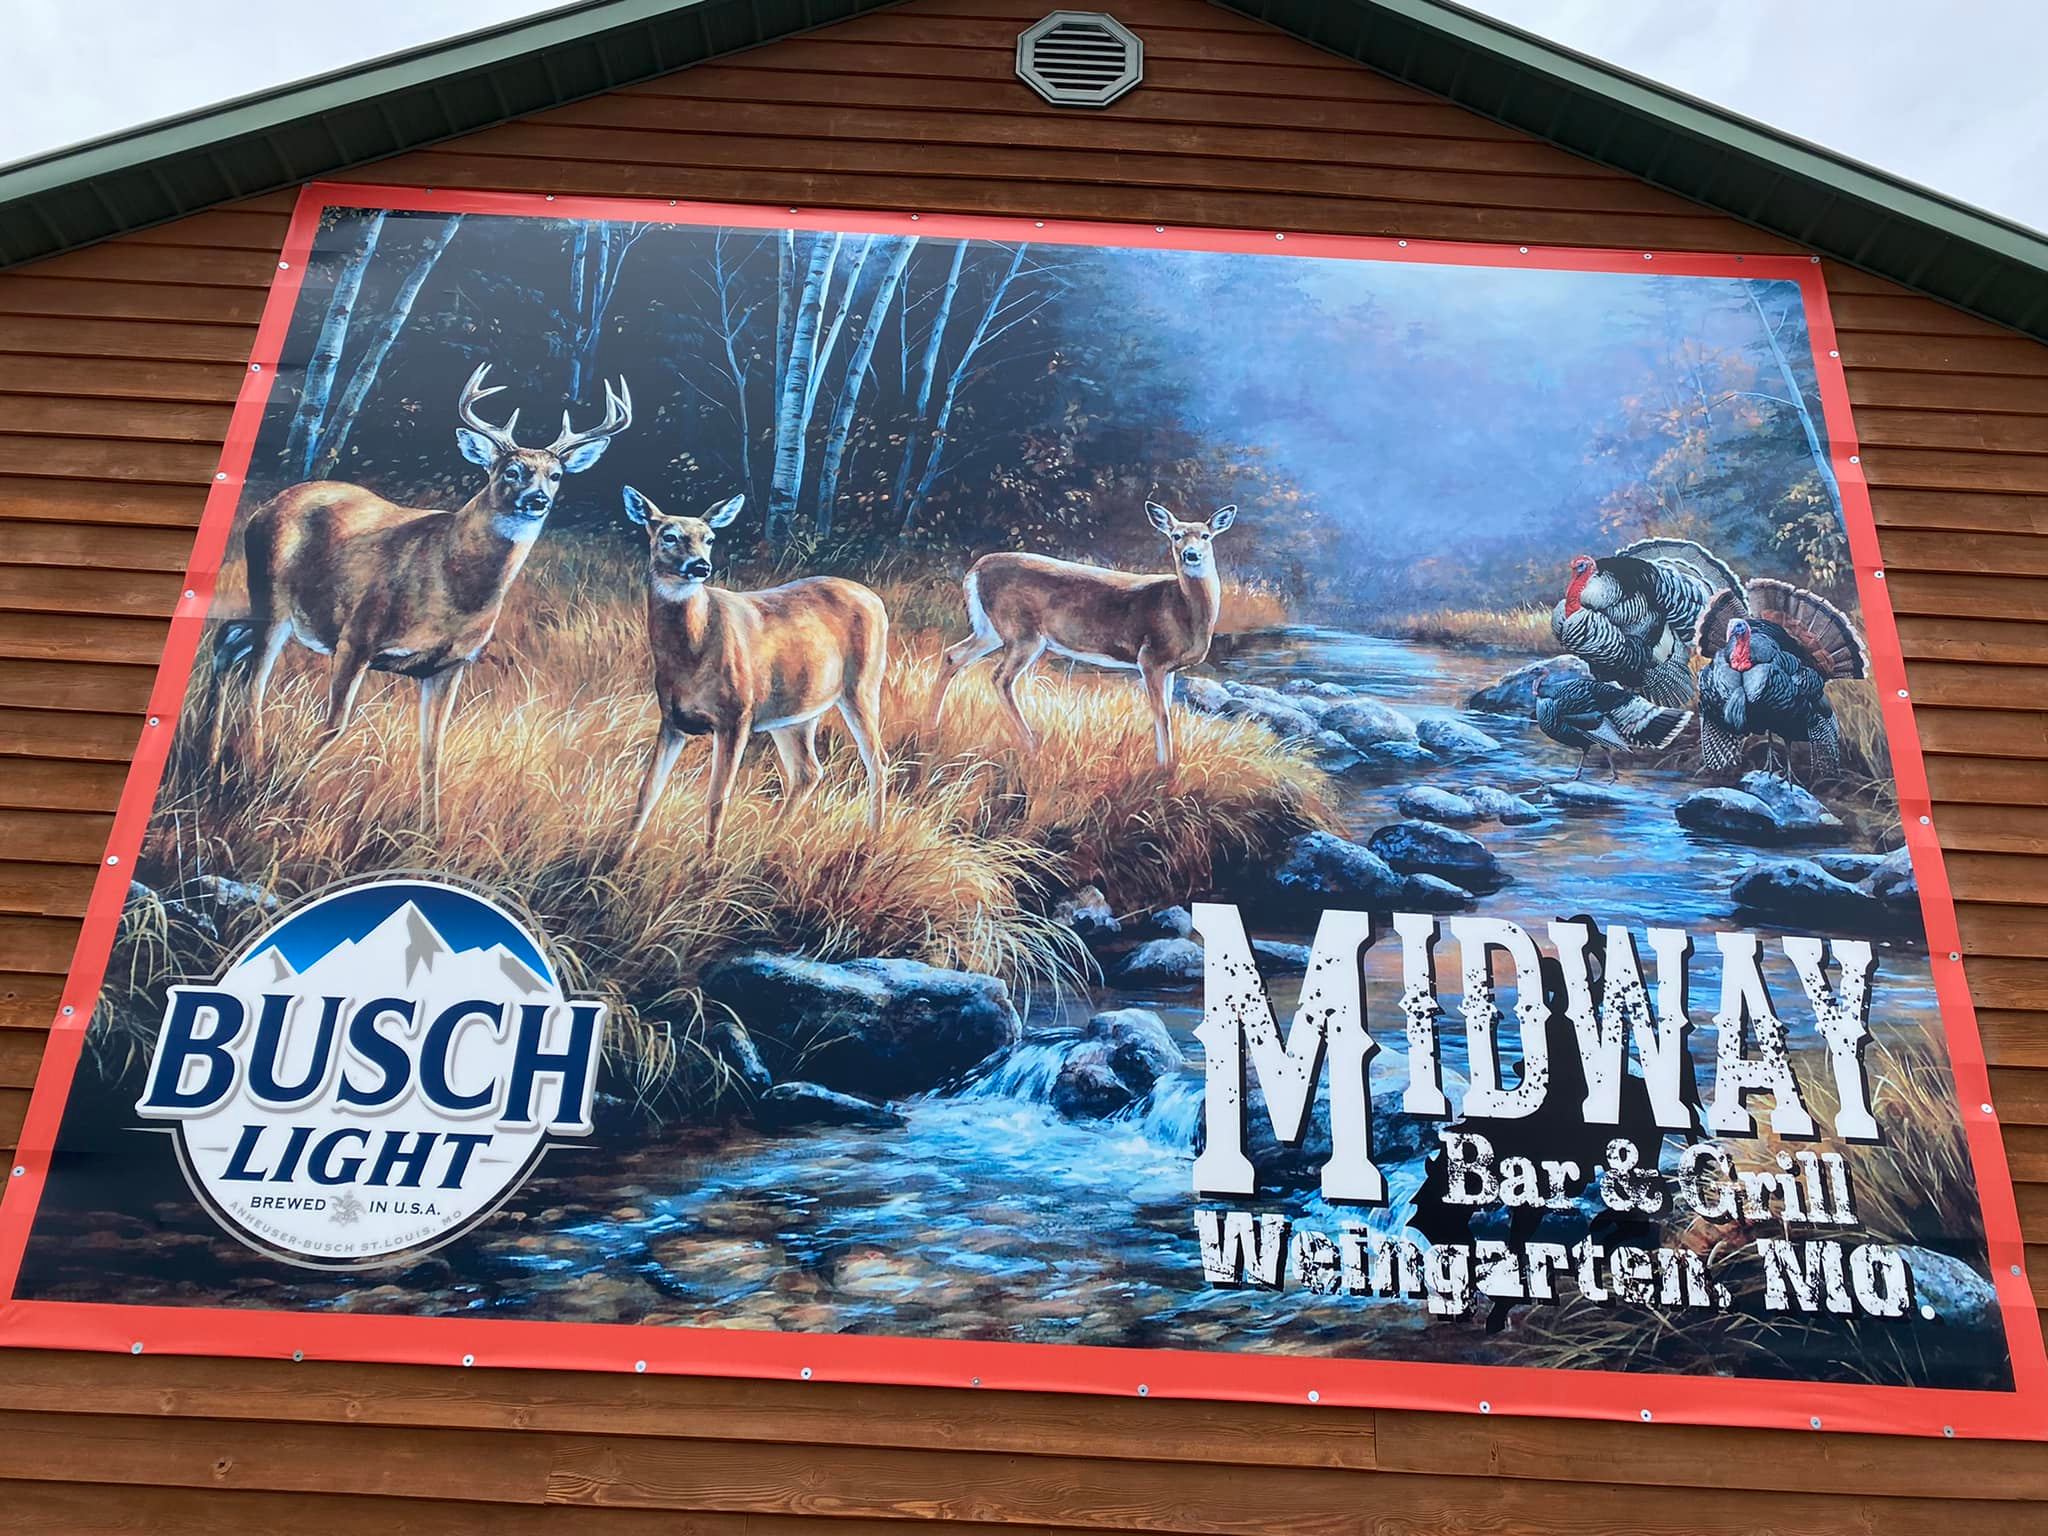 BUSCH
LIGHT
BREWED IN U.S.A.
ANHEUSER-BUSCH ST. LOUIS, MO
MIDWAY
Bar & Grill
Weingarten, Mo.